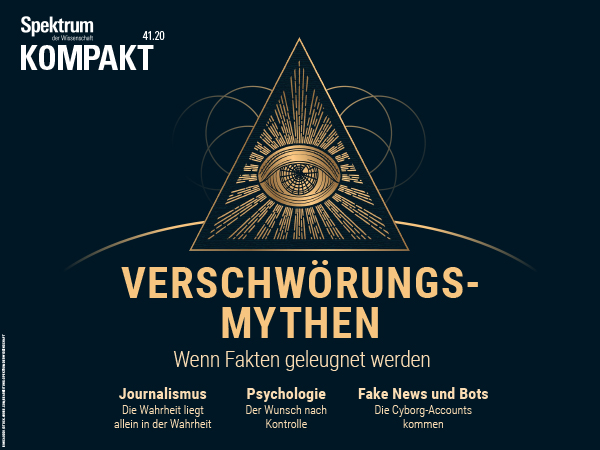 Spektrum
der Wissenschaft
KOMPAKT
41.20
VERSCHWÖRUNGS-
MYTHEN
Wenn Fakten geleugnet werden
Journalismus
Die Wahrheit liegt
allein in der Wahrheit
Psychologie
Der Wunsch nach
Kontrolle
Fake News und Bots
Die Cyborg-Accounts
kommen